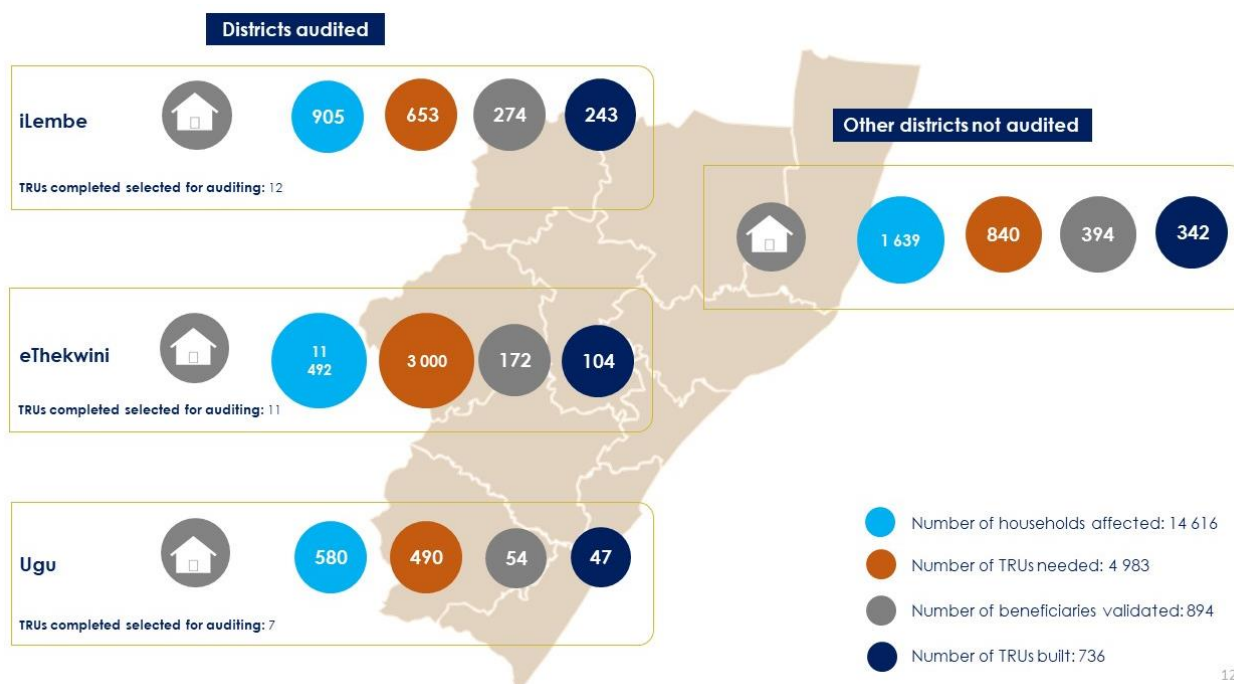 Districts audited
iLembe
905
653
274
243
TRUs completed selected for auditing: 12
Other districts not audited
1 639
840
394
342
eThekwini
11
492
3 000
172
104
TRUs completed selected for auditing: 11
Ugu
580
490
54
47
TRUs completed selected for auditing: 7
Number of households affected: 14 616
Number of TRUs needed: 4 983
Number of beneficiaries validated: 894
Number of TRUs built: 736
12